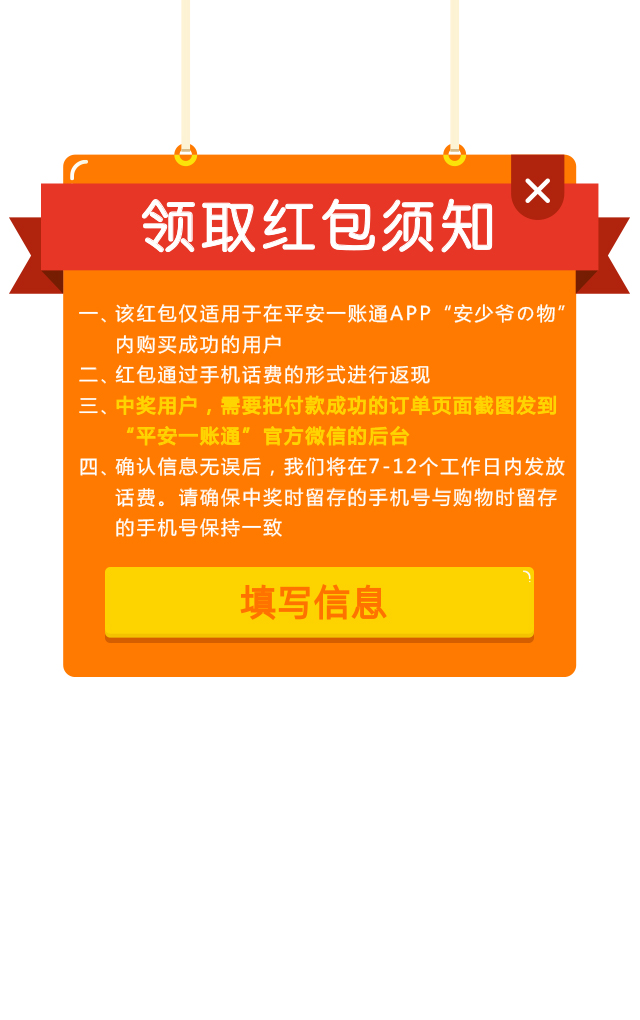 领取红包须知
一、该红包仅适用于在平安一账通APP“安少爷の物”
内购买成功的用户
二、红包通过手机话费的形式进行返现
三、中奖用户，需要把付款成功的订单页面截图发到
“平安一账通”官方微信的后台
四、确认信息无误后，我们将在7-12个工作日内发放
话费。请确保中奖时留存的手机号与购物时留存
的手机号保持一致
填写信息